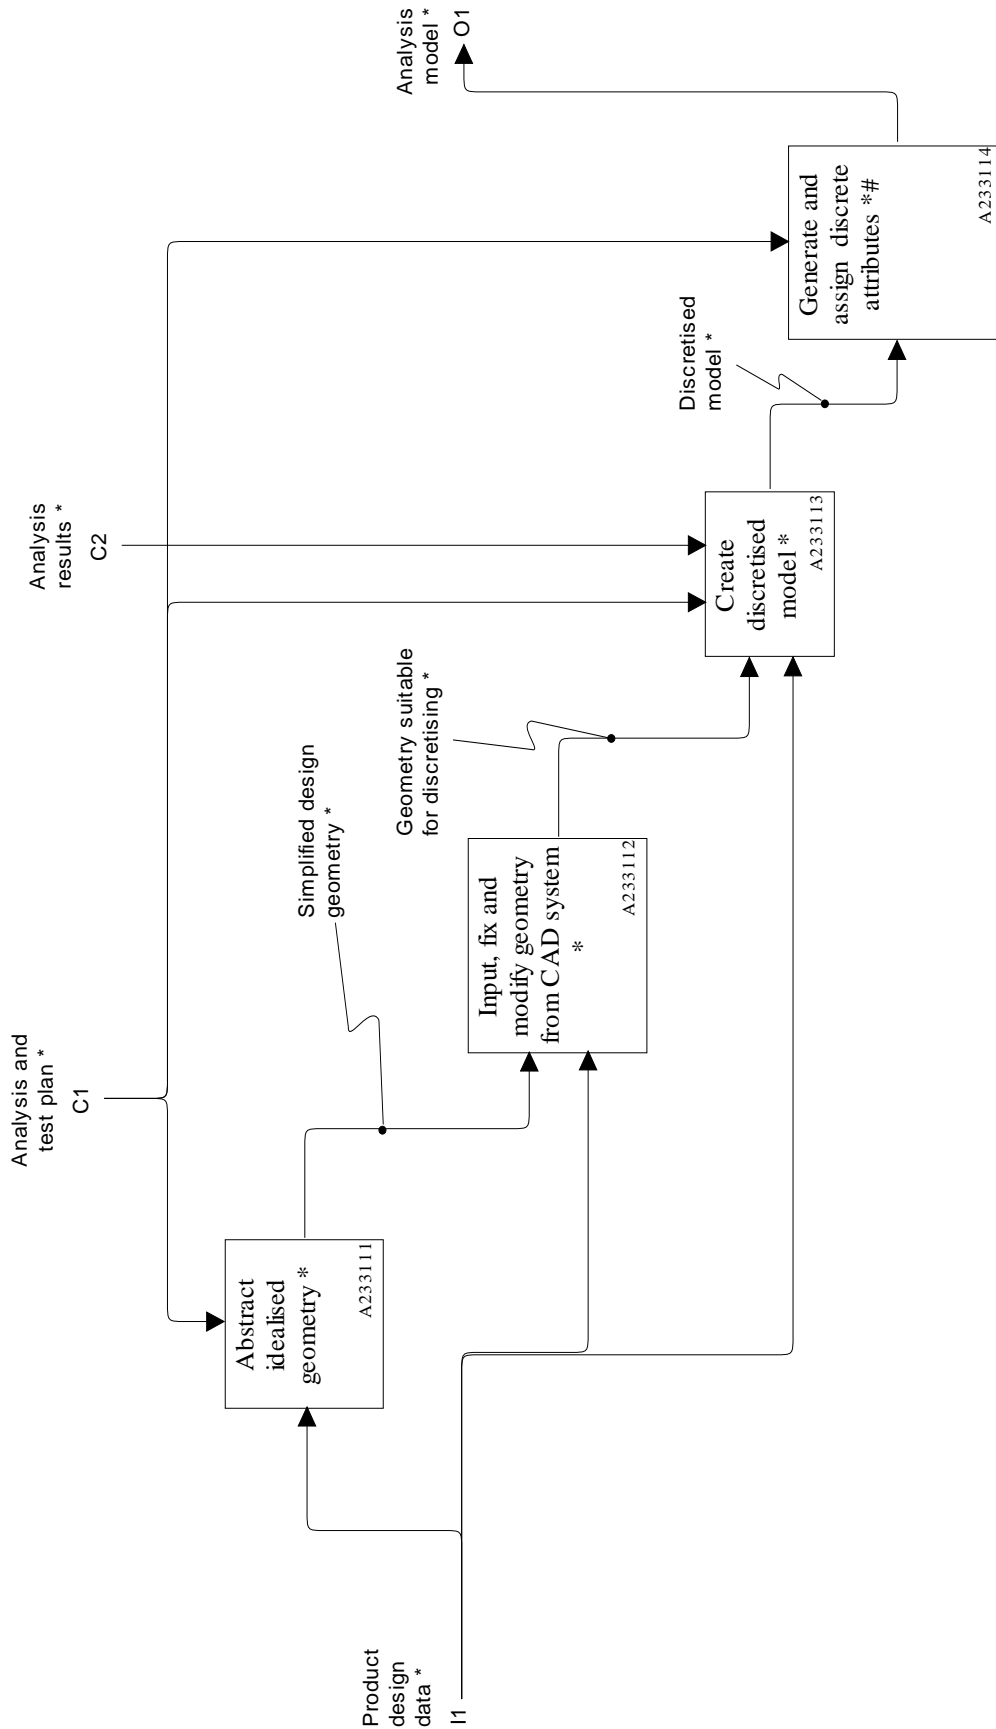 Analysis and
test plan *
C1
Analysis
results *
C2
Analysis
model *
O1
Simplified design
geometry *
Geometry suitable
for discretising *
Discretised
model *
Product
design
data *
I1
Abstract
idealised
geometry *
A233111
Input, fix and
modify geometry
from CAD system
*
A233112
Create
discretised
model *
A233113
Generate and
assign discrete
attributes *#
A233114